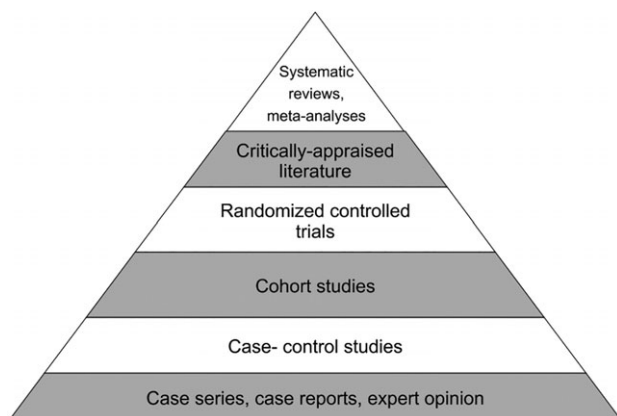 Systematic
reviews,
meta-analyses
Critically-appraised
literature
Randomized controlled
trials
Cohort studies
Case- control studies
Case series, case reports, expert opinion